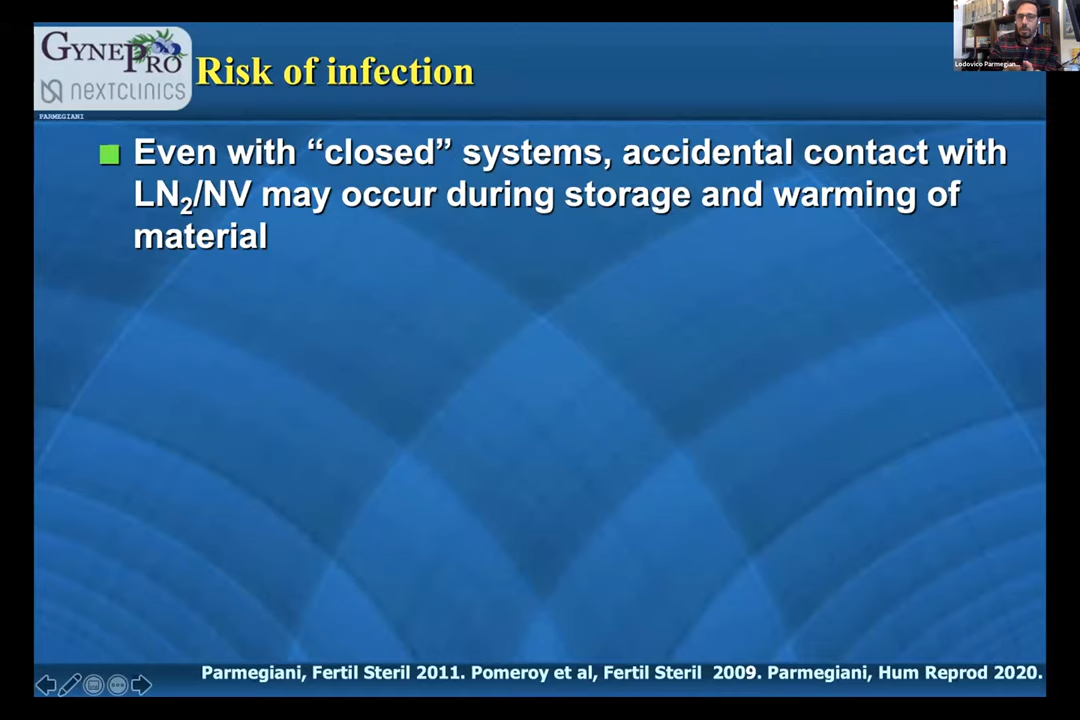 GYNEPRO
nextclinics
PARMEGIANI
Risk of infection
Lodovico Parmegian...
Even with “closed” systems, accidental contact with
LN₂/NV may occur during storage and warming of
material
Parmegiani, Fertil Steril 2011. Pomeroy et al, Fertil Steril 2009. Parmegiani, Hum Reprod 2020.